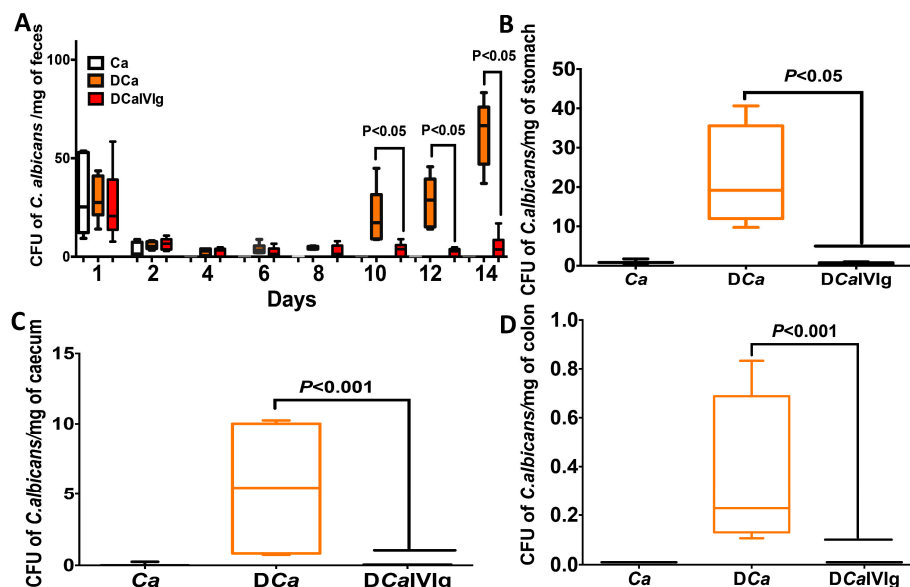 A
CFU of C. albicans /mg of feces
100
50
0
Ca
DCa
DCaIVIg
P<0.05
P<0.05
P<0.05
1 2 4 6 8 10 12 14
Days
B
CFU of C.albicans/mg of stomach
50
40
30
20
10
0
P<0.05
Ca DCa DCaIVIg
C
CFU of C.albicans/mg of caecum
15
10
5
0
P<0.001
Ca DCa DCaIVIg
D
CFU of C.albicans/mg of colon
1.0
0.8
0.6
0.4
0.2
0.0
P<0.001
Ca DCa DCaIVIg